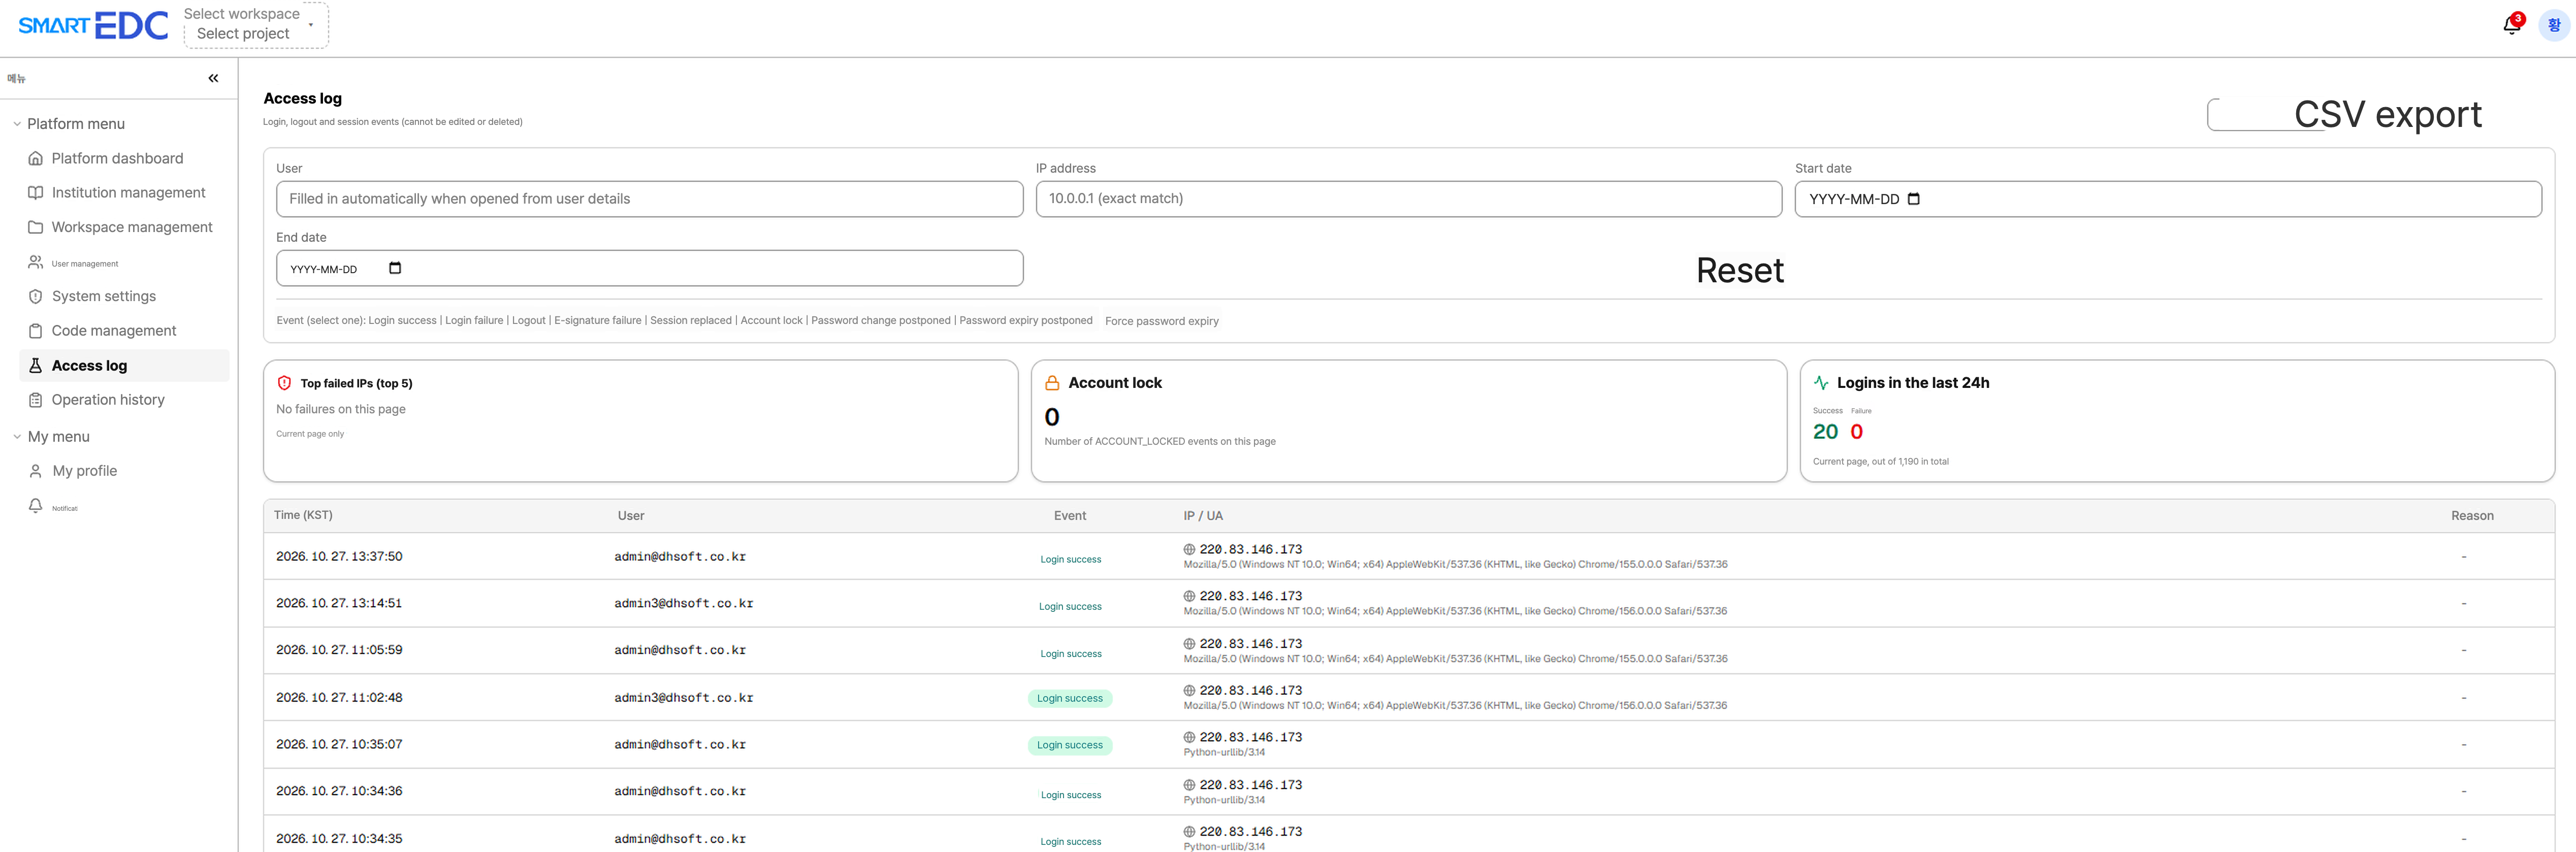 SMART EDC
Select workspace
Select project
3
황
메뉴
Platform menu
Platform dashboard
Institution management
Workspace management
User management
System settings
Code management
Access log
Operation history
My menu
My profile
Notificati
Access log
Login, logout and session events (cannot be edited or deleted)
CSV export
User
IP address
Start date
Filled in automatically when opened from user details
10.0.0.1 (exact match)
YYYY-MM-DD
End date
YYYY-MM-DD
Reset
Event (select one): Login success | Login failure | Logout | E-signature failure | Session replaced | Account lock | Password change postponed | Password expiry postponed Force password expiry
Top failed IPs (top 5)
No failures on this page
Current page only
Account lock
0
Number of ACCOUNT_LOCKED events on this page
Logins in the last 24h
Success Failure
20 0
Current page, out of 1,190 in total
Time (KST) User Event IP / UA Reason
2026. 10. 27. 13:37:50 admin@dhsoft.co.kr Login success 220.83.146.173 -
Mozilla/5.0 (Windows NT 10.0; Win64; x64) AppleWebKit/537.36 (KHTML, like Gecko) Chrome/155.0.0.0 Safari/537.36
2026. 10. 27. 13:14:51 admin3@dhsoft.co.kr Login success 220.83.146.173 -
Mozilla/5.0 (Windows NT 10.0; Win64; x64) AppleWebKit/537.36 (KHTML, like Gecko) Chrome/156.0.0.0 Safari/537.36
2026. 10. 27. 11:05:59 admin@dhsoft.co.kr Login success 220.83.146.173 -
Mozilla/5.0 (Windows NT 10.0; Win64; x64) AppleWebKit/537.36 (KHTML, like Gecko) Chrome/155.0.0.0 Safari/537.36
2026. 10. 27. 11:02:48 admin3@dhsoft.co.kr Login success 220.83.146.173 -
Mozilla/5.0 (Windows NT 10.0; Win64; x64) AppleWebKit/537.36 (KHTML, like Gecko) Chrome/156.0.0.0 Safari/537.36
2026. 10. 27. 10:35:07 admin@dhsoft.co.kr Login success 220.83.146.173 -
Python-urllib/3.14
2026. 10. 27. 10:34:36 admin@dhsoft.co.kr Login success 220.83.146.173 -
Python-urllib/3.14
2026. 10. 27. 10:34:35 admin@dhsoft.co.kr Login success 220.83.146.173 -
Python-urllib/3.14